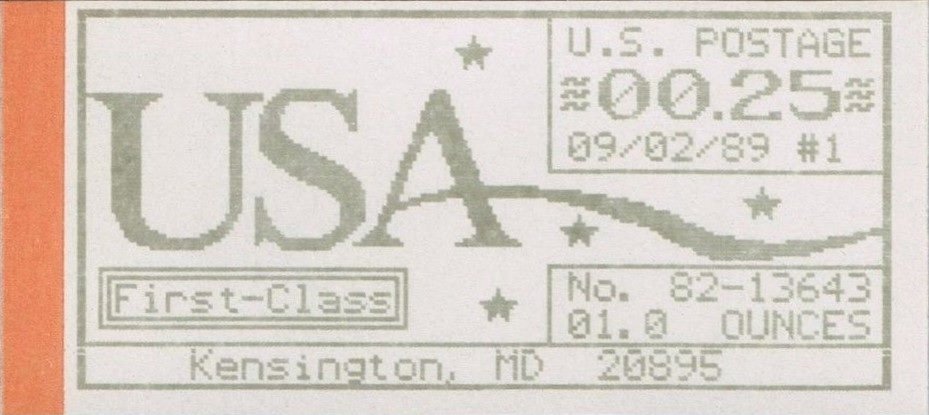 USA
U.S. POSTAGE
≈00.25≈
09/02/89 #1
First-Class
No. 82-13643
01.0 OUNCES
Kensington, MD 20895